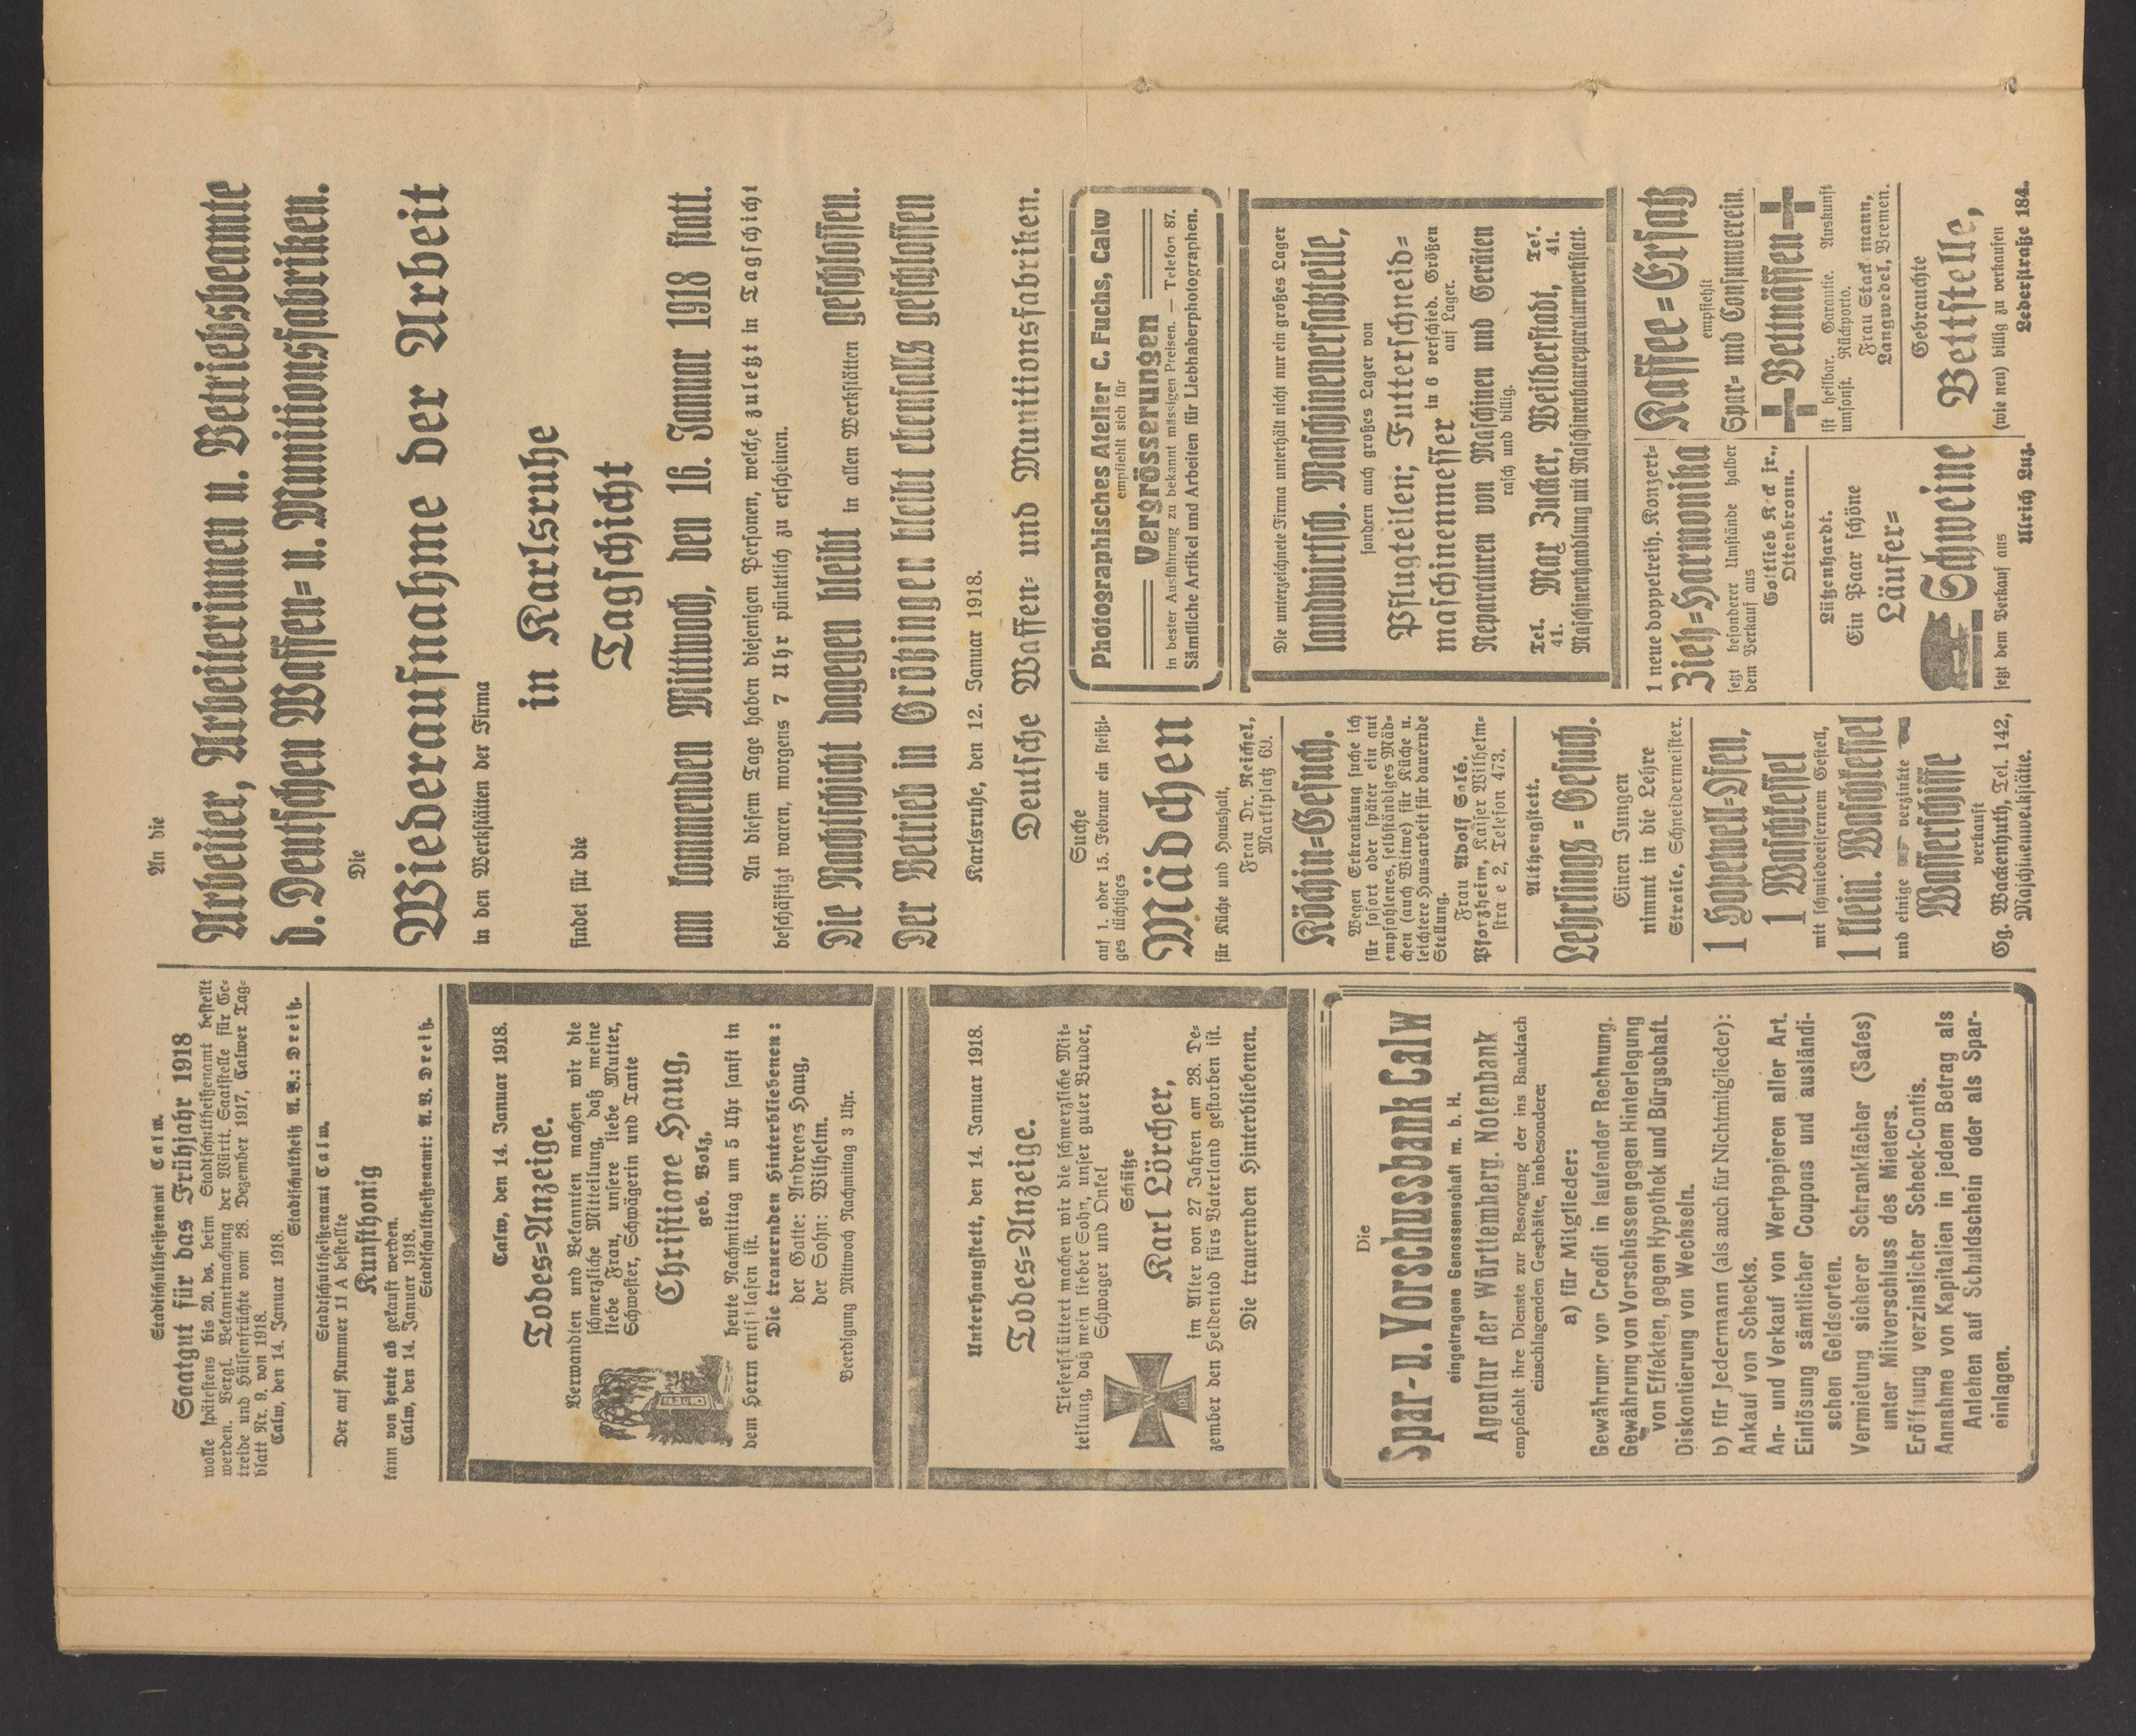 Stadtschultheißenamt Calw.
Saatgut für das Frühjahr 1918
wolle spätestens bis 20. ds. beim Stadtschultheißenamt bestellt
werden. Vergl. Bekanntmachung der Württ. Saatstelle für Ge-
treide und Hülsenfrüchte vom 28. Dezember 1917, Calwer Tag-
blatt Nr. 9. von 1918.
Calw, den 14. Januar 1918.
Stadtschultheiß A.V.: Dreiß.
Stadtschultheißenamt Calw.
Der auf Nummer 11 A bestellte
Kunsthonig
kann von heute ab gekauft werden.
Calw, den 14. Januar 1918.
Stadtschultheißenamt: A. V. Dreiß.
Calw, den 14. Januar 1918.
Todes=Anzeige.
Verwandten und Bekannten machen wir die
schmerzliche Mitteilung, daß meine
liebe Frau, unsere liebe Mutter,
Schwester, Schwägerin und Tante
Christiane Haug,
geb. Bolz,
heute Nachmittag um 5 Uhr sanft in
dem Herrn entschlafen ist.
Die trauernden Hinterbliebenen:
der Gatte: Andreas Haug,
der Sohn: Wilhelm.
Beerdigung Mittwoch Nachmittag 3 Uhr.
Unterhaugstett, den 14. Januar 1918.
Todes=Anzeige.
Tieferschüttert machen wir die schmerzliche Mit-
teilung, daß mein lieber Sohn, unser guter Bruder,
Schwager und Onkel
Schütze
Karl Lörcher,
im Alter von 27 Jahren am 28. De-
zember den Heldentod fürs Vaterland gestorben ist.
Die trauernden Hinterbliebenen.
Die
Spar- u. Vorschussbank Calw
eingetragene Genossenschaft m. b. H.
Agentur der Württemberg. Notenbank
empfiehlt ihre Dienste zur Besorgung der ins Bankfach
einschlagenden Geschäfte, insbesondere:
a) für Mitglieder:
Gewährung von Credit in laufender Rechnung.
Gewährung von Vorschüssen gegen Hinterlegung
von Effekten, gegen Hypothek und Bürgschaft.
Diskontierung von Wechseln.
b) für Jedermann (als auch für Nichtmitglieder):
Ankauf von Schecks.
An- und Verkauf von Wertpapieren aller Art.
Einlösung sämtlicher Coupons und ausländi-
schen Geldsorten.
Vermietung sicherer Schrankfächer (Safes)
unter Mitverschluss des Mieters.
Eröffnung verzinslicher Scheck-Contis.
Annahme von Kapitalien in jedem Betrag als
Anlehen auf Schuldschein oder als Spar-
einlagen.
An die
Arbeiter, Arbeiterinnen u. Betriebsbeamte
d. Deutschen Waffen= u. Munitionsfabriken.
Die
Wiederaufnahme der Arbeit
in den Werkstätten der Firma
in Karlsruhe
findet für die
Tagschicht
am kommenden Mittwoch, den 16. Januar 1918 statt.
An diesem Tage haben diejenigen Personen, welche zuletzt in Tagschicht
beschäftigt waren, morgens 7 Uhr pünktlich zu erscheinen.
Die Nachtschicht dagegen bleibt in allen Werkstätten geschlossen.
Der Betrieb in Grötzingen bleibt ebenfalls geschlossen
Karlsruhe, den 12. Januar 1918.
Deutsche Waffen= und Munitionsfabriken.
Suche
auf 1. oder 15. Februar ein fleißi-
ges tüchtiges
Mädchen
für Küche und Haushalt,
Frau Dr. Reichel,
Marktplatz 69.
Köchin=Gesuch.
Wegen Erkrankung suche ich
für sofort oder später ein gut
empfohlenes, selbständiges Mäd-
chen (auch Witwe) für Küche u.
leichtere Hausarbeit für dauernde
Stellung.
Frau Adolf
Pforzheim, Kaiser Wilhelm-
2, Telefon 473.
Althengstett.
Lehrlings = Gesuch.
Einen Jungen
nimmt in die Lehre
Straile, Schneidermeister.
1 Hopewell=Ofen,
1 Waschkessel
mit schmiedeeisernem Gestell,
1 klein. Waschkessel
und einige verzinkte
Wasserschiffe
verkauft
Gg. Wackenhuth, Tel. 142,
Maschinenwerkstätte.
Photographisches Atelier C. Fuchs, Calw
empfiehlt sich für
Vergrösserungen
in bester Ausführung zu bekannt mässigen Preisen. — Telefon 87.
Sämtliche Artikel und Arbeiten für Liebhaberphotographen.
Die unterzeichnete Firma unterhält nicht nur ein großes Lager
landwirtsch. Maschinenersatzteile,
sondern auch großes Lager von
Pflugteilen; Futterschneid=
maschinenmesser in 6 verschied. Größen
auf Lager.
Reparaturen von Maschinen und Geräten
rasch und billig.
Tel. 41. Max Zucker, Weilderstadt, Tel. 41.
Maschinenhandlung mit Maschinenbaureparaturwerkstatt.
1 neue doppelreih. Konzert=
Zieh=Harmonika
setzt besonderer Umstände halber
dem Verkauf aus
Gottlieb jr.,
Ottenbronn.
Lützenhardt.
Ein Paar schöne
Läufer=
Schweine
setzt dem Verkauf aus
Ulrich Luz.
Kaffee=Ersatz
empfiehlt
Spar= und Consumverein.
Bettnässen
ist heilbar. Garantie. Auskunft
umsonst. Rückporto.
Frau Stackmann,
Langwedel, Bremen.
Gebrauchte
Bettstelle,
(wie neu) billig zu verkaufen
Lederstraße 184.